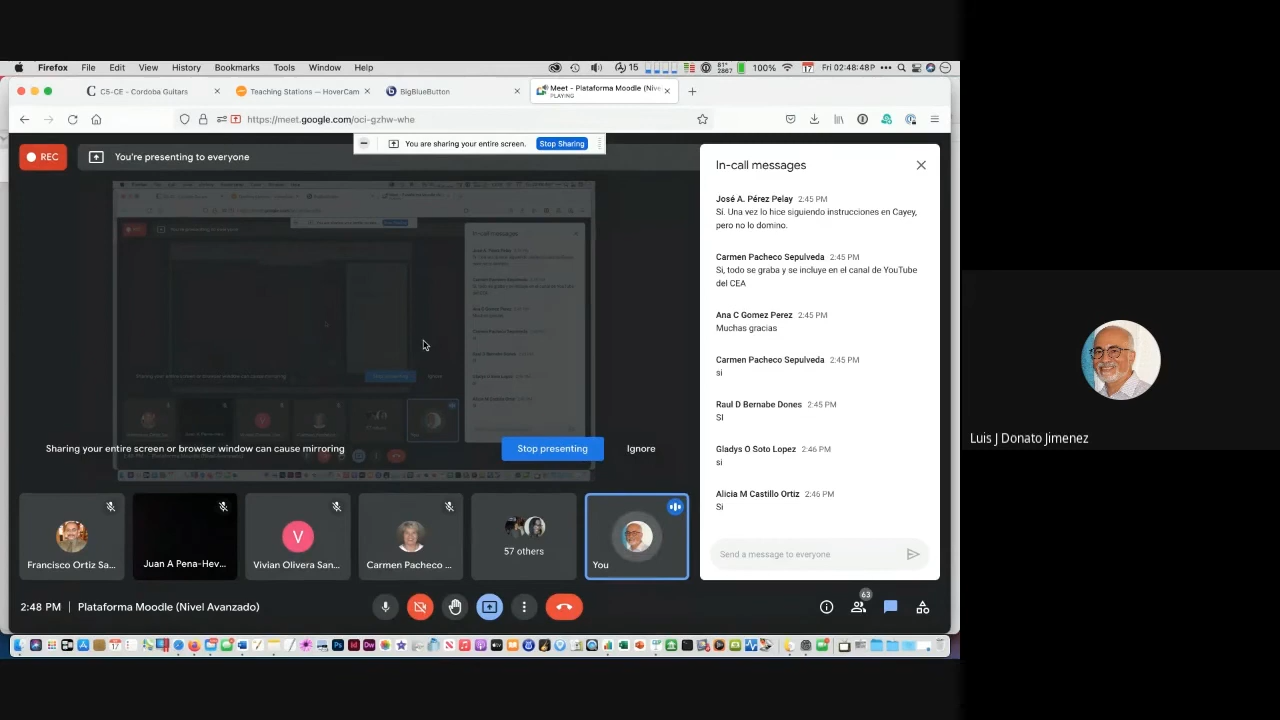 Firefox File Edit View History Bookmarks Tools Window Help
15 81° 2867 100% 17 Fri 02:48:48P
C5-CE - Cordoba Guitars
Teaching Stations — HoverCam
BigBlueButton
Meet - Plataforma Moodle (Nive
PLAYING
https://meet.google.com/oci-gzhw-whe
You are sharing your entire screen. Stop Sharing
REC
You're presenting to everyone
In-call messages
José A. Pérez Pelay 2:45 PM
Sí. Una vez lo hice siguiendo instrucciones en Cayey,
pero no lo domino.
Carmen Pacheco Sepulveda 2:45 PM
Si, todo se graba y se incluye en el canal de YouTube
del CEA
Ana C Gomez Perez 2:45 PM
Muchas gracias
Carmen Pacheco Sepulveda 2:45 PM
si
Raul D Bernabe Dones 2:45 PM
SI
Gladys O Soto Lopez 2:46 PM
si
Alicia M Castillo Ortiz 2:46 PM
Si
Send a message to everyone
Sharing your entire screen or browser window can cause mirroring
Stop presenting
Ignore
Francisco Ortiz Sa...
Juan A Pena-Hev...
V
Vivian Olivera San...
Carmen Pacheco ...
57 others
You
2:48 PM | Plataforma Moodle (Nivel Avanzado)
63
Luis J Donato Jimenez